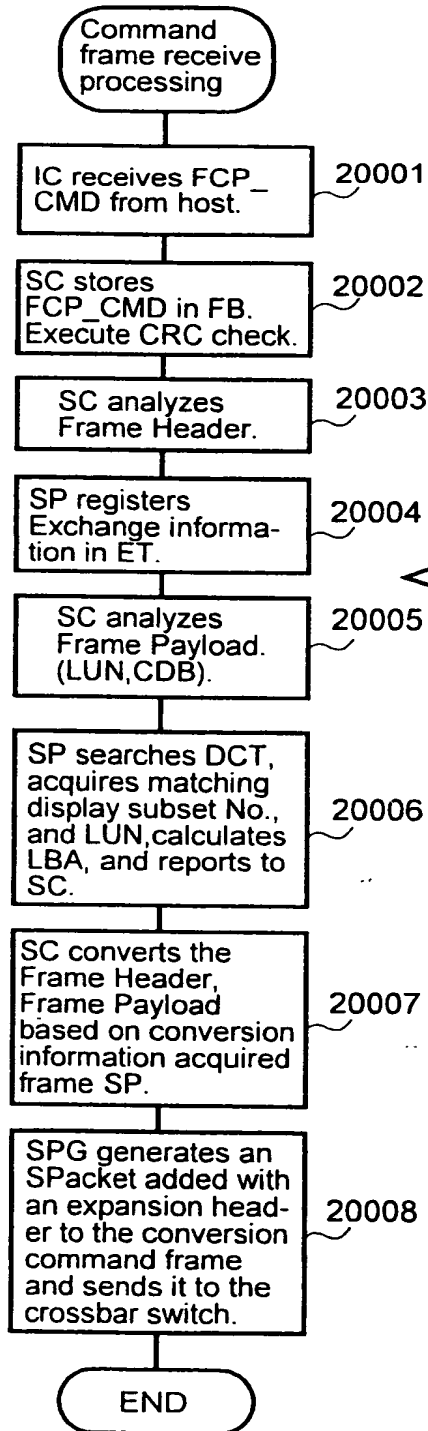 Command
frame receive
processing
IC receives FCP_
CMD from host.
20001
SC stores
FCP_CMD in FB.
Execute CRC check.
20002
SC analyzes
Frame Header.
20003
SP registers
Exchange informa-
tion in ET.
20004
SC analyzes
Frame Payload.
(LUN,CDB).
20005
SP searches DCT,
acquires matching
display subset No.,
and LUN,calculates
LBA, and reports to
SC.
20006
SC converts the
Frame Header,
Frame Payload
based on conversion
information acquired
frame SP.
20007
SPG generates an
SPacket added with
an expansion head-
er to the conversion
command frame
and sends it to the
crossbar switch.
20008
END